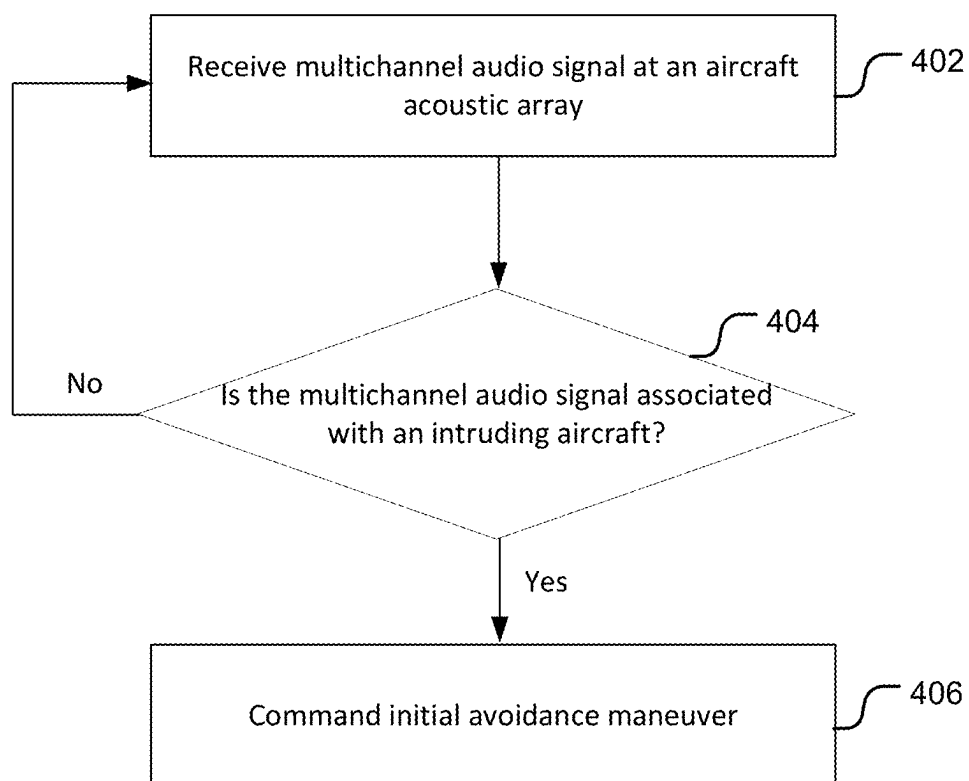 Receive multichannel audio signal at an aircraft
acoustic array
402
404
No
Is the multichannel audio signal associated
with an intruding aircraft?
Yes
Command initial avoidance maneuver
406